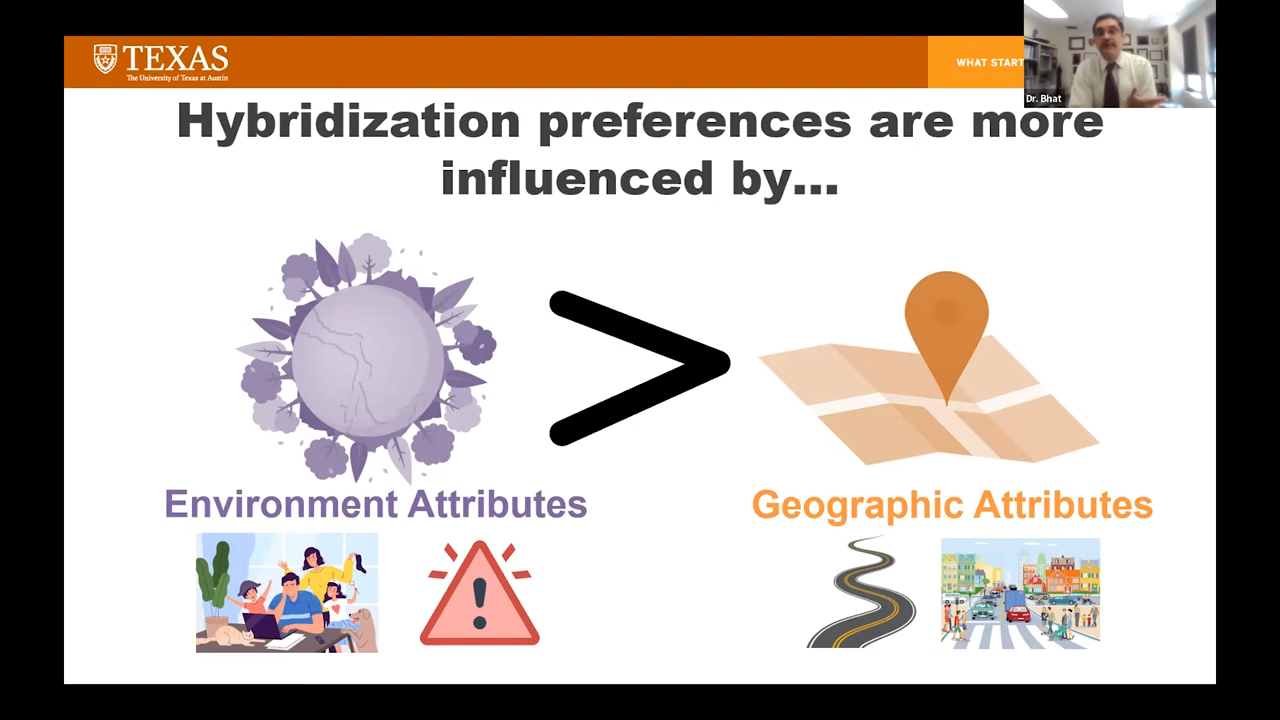 TEXAS
The University of Texas at Austin
WHAT START
Dr. Bhat
Hybridization preferences are more
influenced by...
Environment Attributes
Geographic Attributes